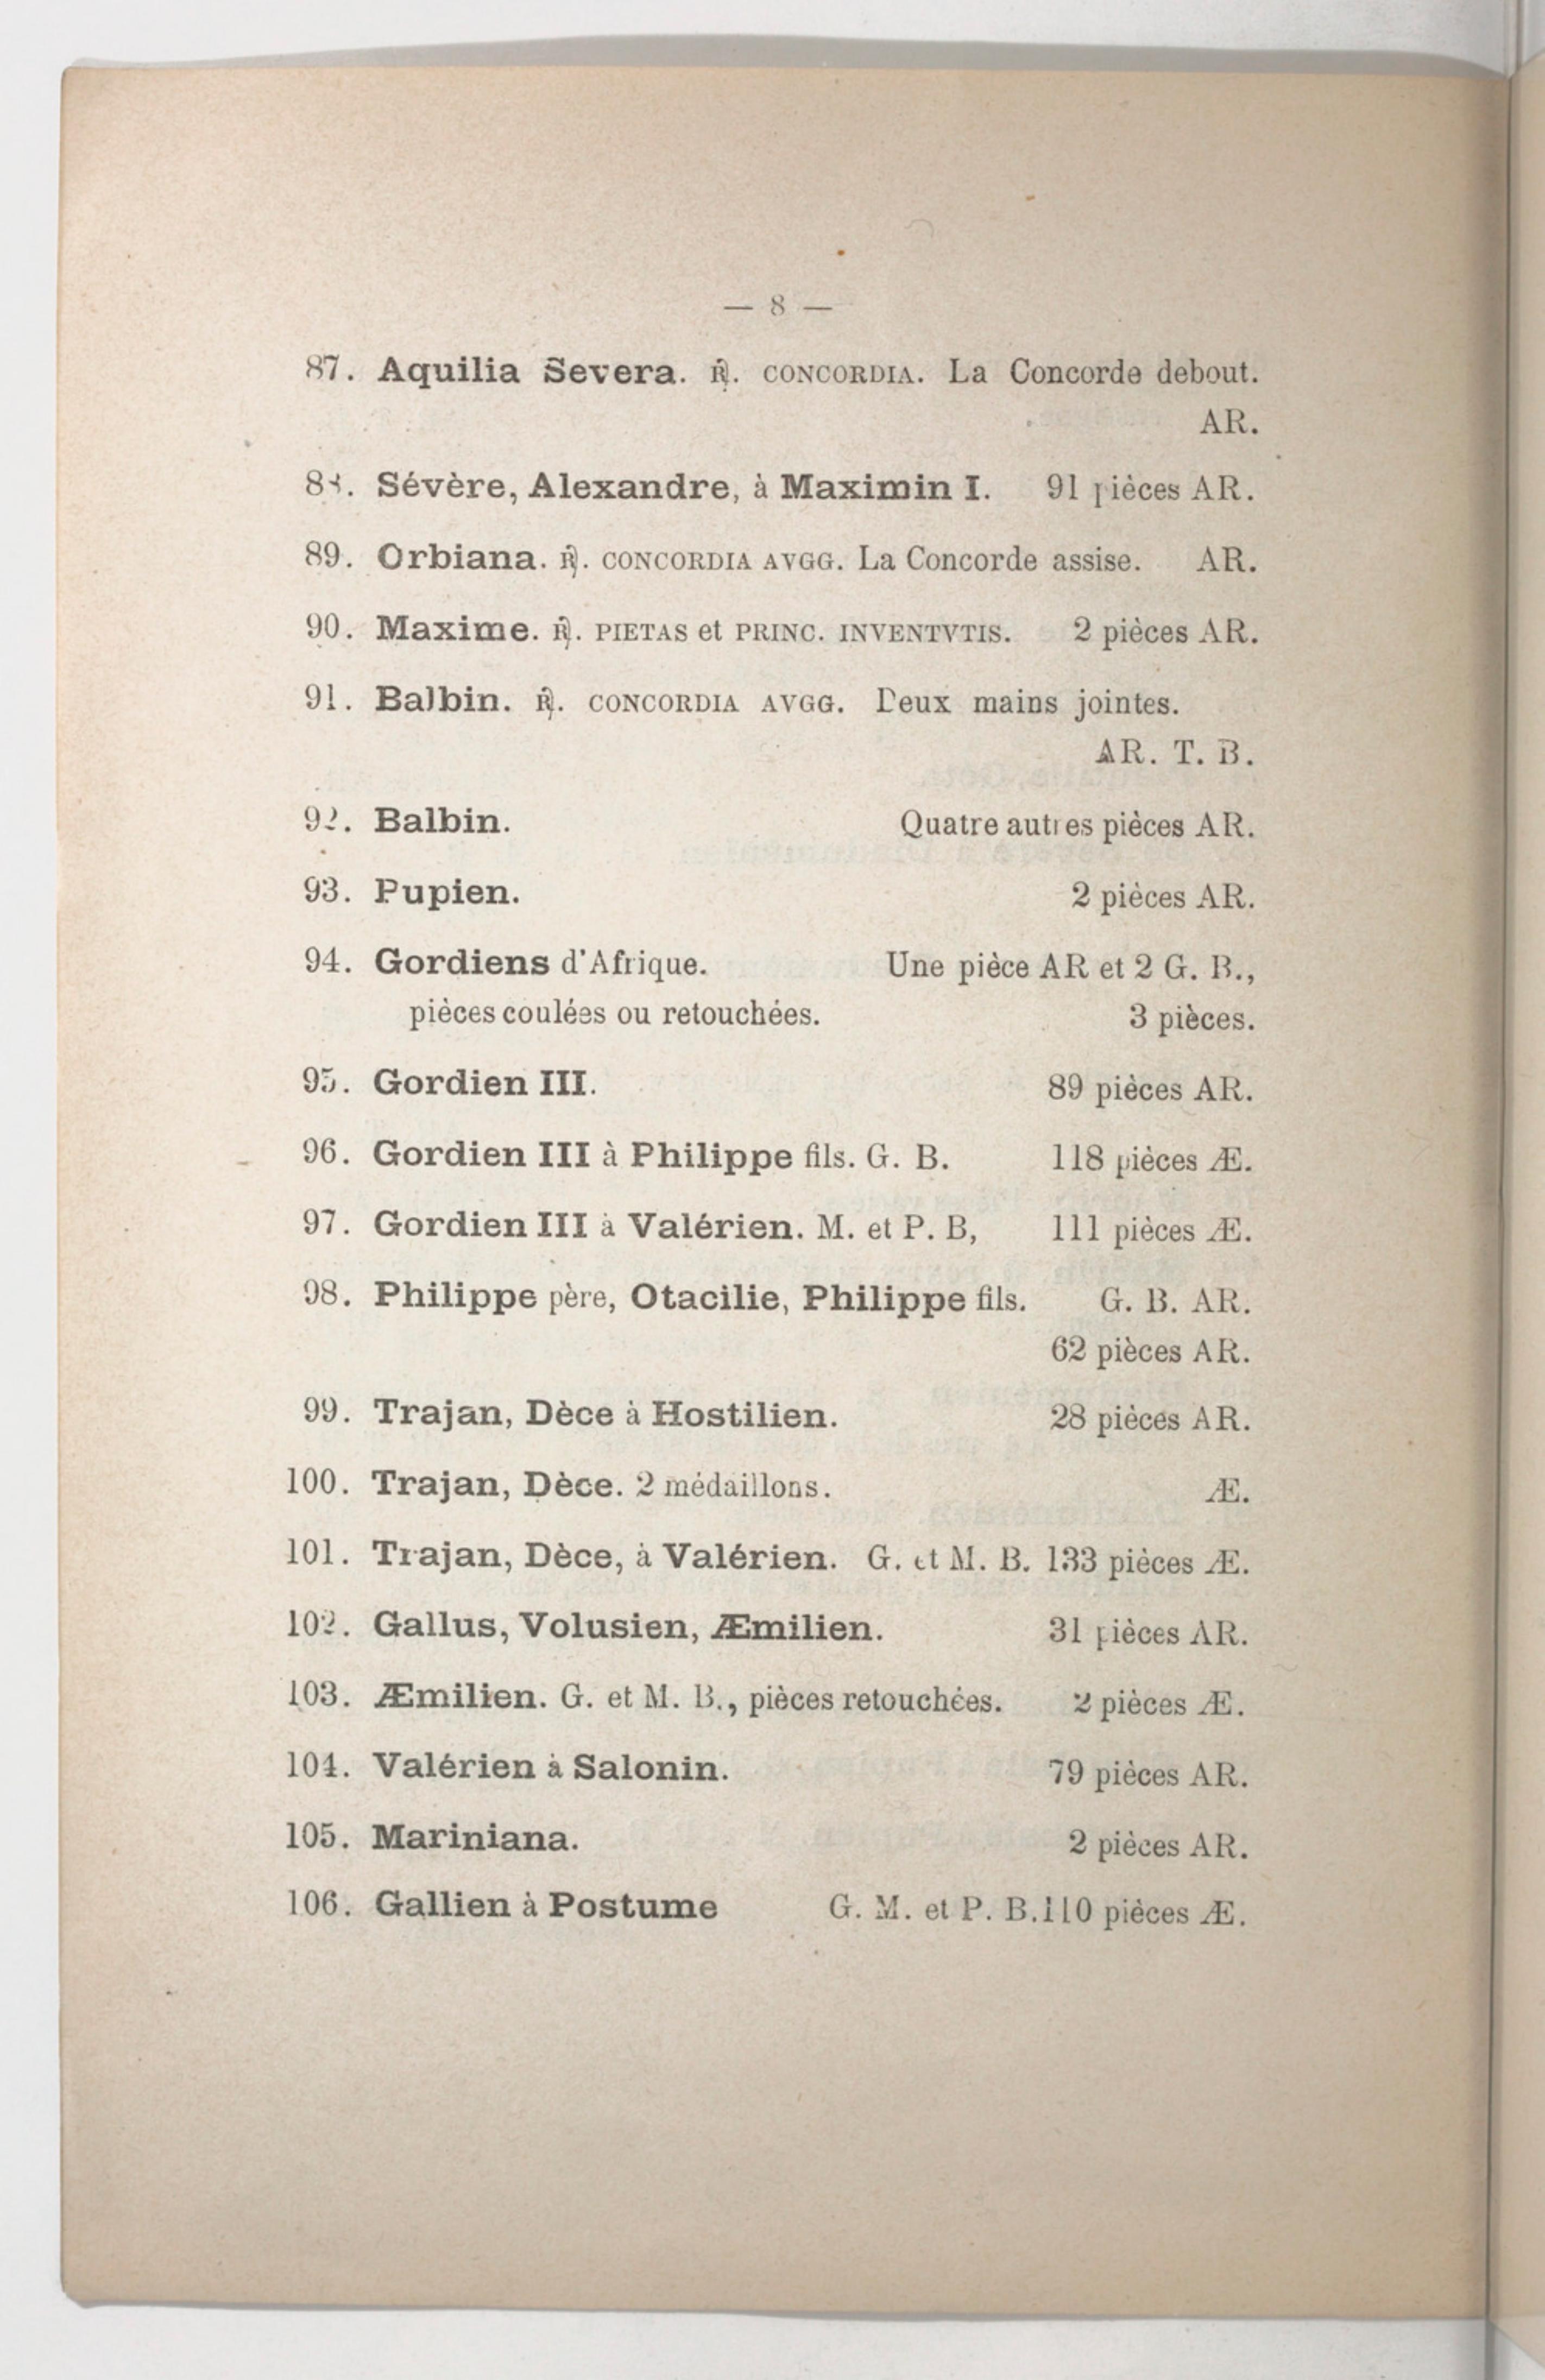 — 8 —
87. Aquilia Severa. ꝶ. CONCORDIA. La Concorde debout.
AR.
88. Sévère, Alexandre, à Maximin I. 91 pièces AR.
89. Orbiana. ꝶ. CONCORDIA AVGG. La Concorde assise. AR.
90. Maxime. ꝶ. PIETAS et PRINC. INVENTVTIS. 2 pièces AR.
91. Balbin. ꝶ. CONCORDIA AVGG. Deux mains jointes.
AR. T. B.
92. Balbin. Quatre autres pièces AR.
93. Pupien. 2 pièces AR.
94. Gordiens d'Afrique. Une pièce AR et 2 G. B.,
pièces coulées ou retouchées. 3 pièces.
95. Gordien III. 89 pièces AR.
96. Gordien III à Philippe fils. G. B. 118 pièces Æ.
97. Gordien III à Valérien. M. et P. B, 111 pièces Æ.
98. Philippe père, Otacilie, Philippe fils. G. B. AR.
62 pièces AR.
99. Trajan, Dèce à Hostilien. 28 pièces AR.
100. Trajan, Dèce. 2 médaillons. Æ.
101. Trajan, Dèce, à Valérien. G. et M. B. 133 pièces Æ.
102. Gallus, Volusien, Æmilien. 31 pièces AR.
103. Æmilien. G. et M. B., pièces retouchées. 2 pièces Æ.
104. Valérien à Salonin. 79 pièces AR.
105. Mariniana. 2 pièces AR.
106. Gallien à Postume G. M. et P. B. 110 pièces Æ.